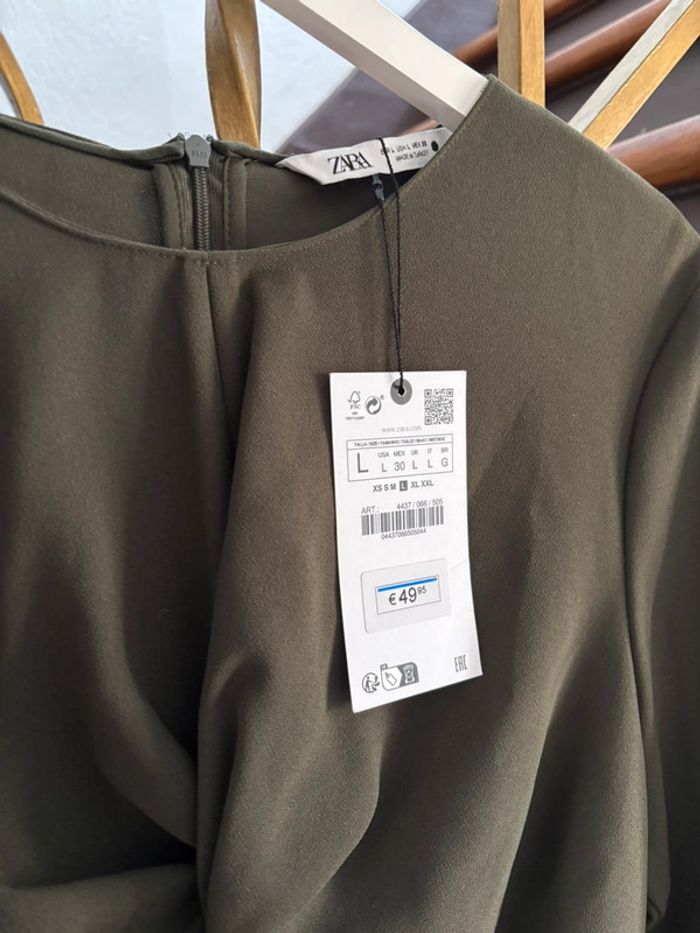 ZARA
EUR L USA L MEX 30
MADE IN TURKEY
FSC
www.zara.com
TALLA / SIZE / TAMANHO / TAILLE / MAAT /
L
USA MEX UK IT BR
L 30 L L G
XS S M L XL XXL
ART.: 4437 / 066 / 505
04437066505044
€ 49 95
EAC